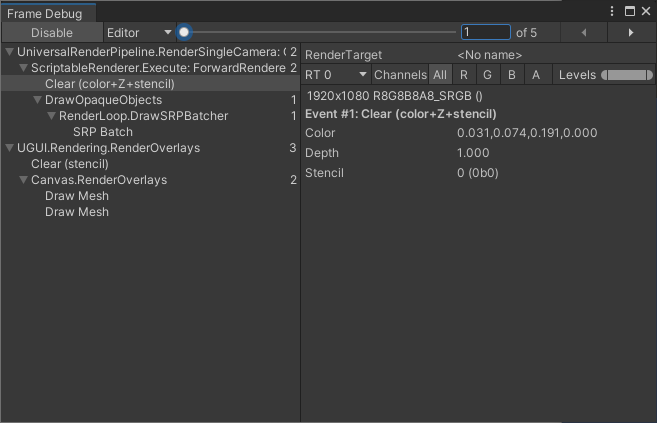 Frame Debug
Disable Editor 1 of 5
UniversalRenderPipeline.RenderSingleCamera: 2
ScriptableRenderer.Execute: ForwardRendere 2
Clear (color+Z+stencil)
DrawOpaqueObjects 1
RenderLoop.DrawSRPBatcher 1
SRP Batch
UGUI.Rendering.RenderOverlays 3
Clear (stencil)
Canvas.RenderOverlays 2
Draw Mesh
Draw Mesh
RenderTarget <No name>
RT 0 Channels All R G B A Levels
1920x1080 R8G8B8A8_SRGB ()
Event #1: Clear (color+Z+stencil)
Color 0.031,0.074,0.191,0.000
Depth 1.000
Stencil 0 (0b0)